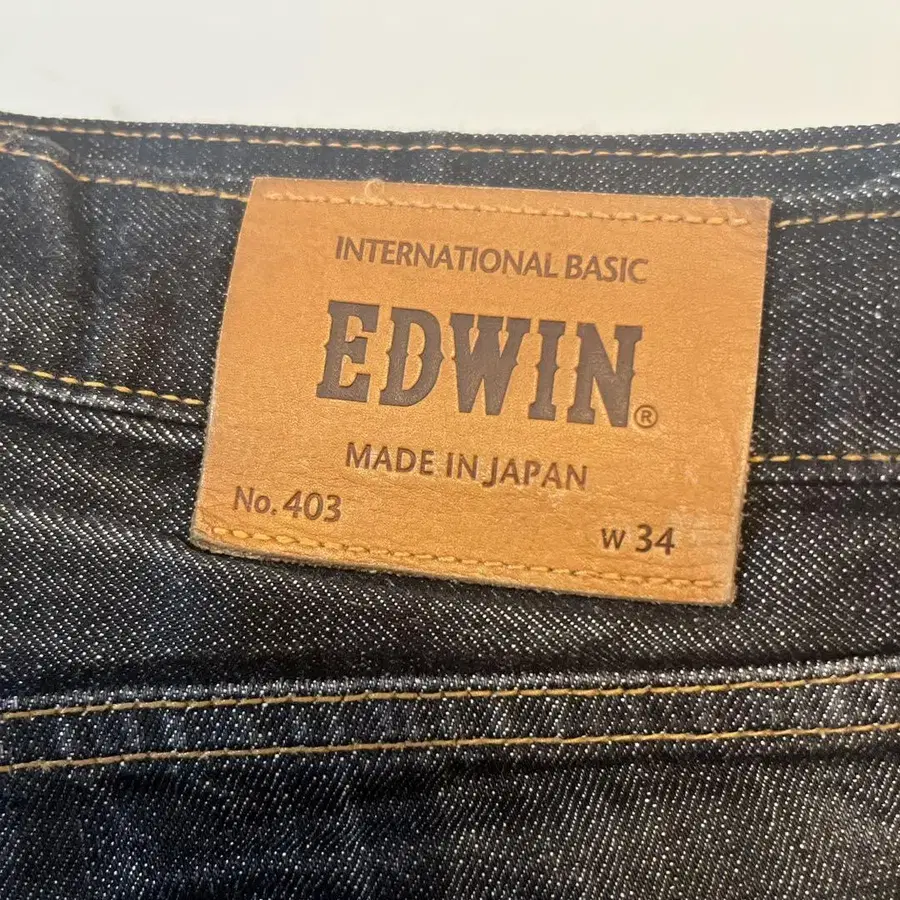 INTERNATIONAL BASIC
EDWIN®
MADE IN JAPAN
No. 403
W 34